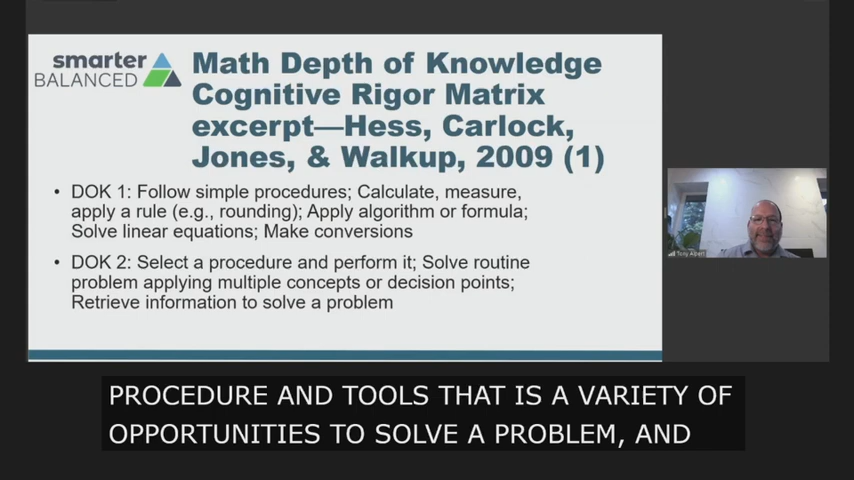 smarter
BALANCED
Math Depth of Knowledge
Cognitive Rigor Matrix
excerpt—Hess, Carlock,
Jones, & Walkup, 2009 (1)
• DOK 1: Follow simple procedures; Calculate, measure,
apply a rule (e.g., rounding); Apply algorithm or formula;
Solve linear equations; Make conversions
• DOK 2: Select a procedure and perform it; Solve routine
problem applying multiple concepts or decision points;
Retrieve information to solve a problem
Tony Alpert
PROCEDURE AND TOOLS THAT IS A VARIETY OF
OPPORTUNITIES TO SOLVE A PROBLEM, AND